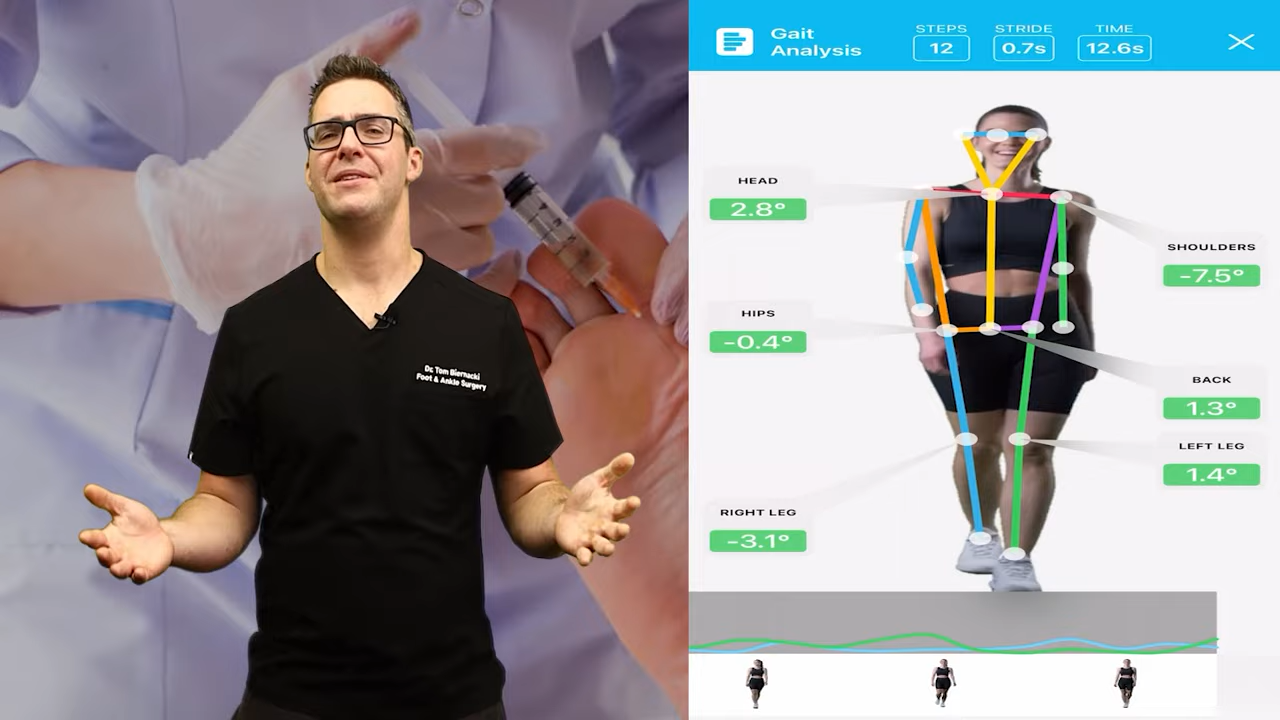 Dr. Tom Biernacki
Foot & Ankle Surgery
Gait
Analysis
STEPS
12
STRIDE
0.7s
TIME
12.6s
HEAD
2.8°
SHOULDERS
-7.5°
HIPS
-0.4°
BACK
1.3°
LEFT LEG
1.4°
RIGHT LEG
-3.1°